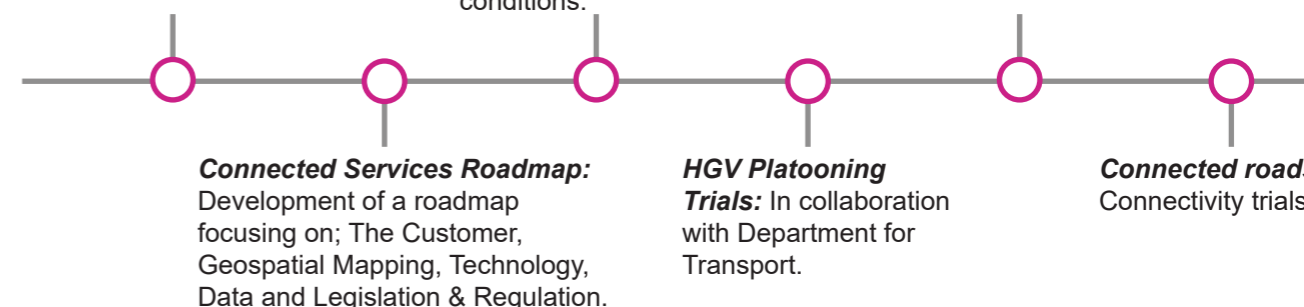 conditions.
Connected Services Roadmap:
Development of a roadmap
focusing on; The Customer,
Geospatial Mapping, Technology,
Data and Legislation & Regulation.
HGV Platooning
Trials: In collaboration
with Department for
Transport.
Connected roads
Connectivity trials